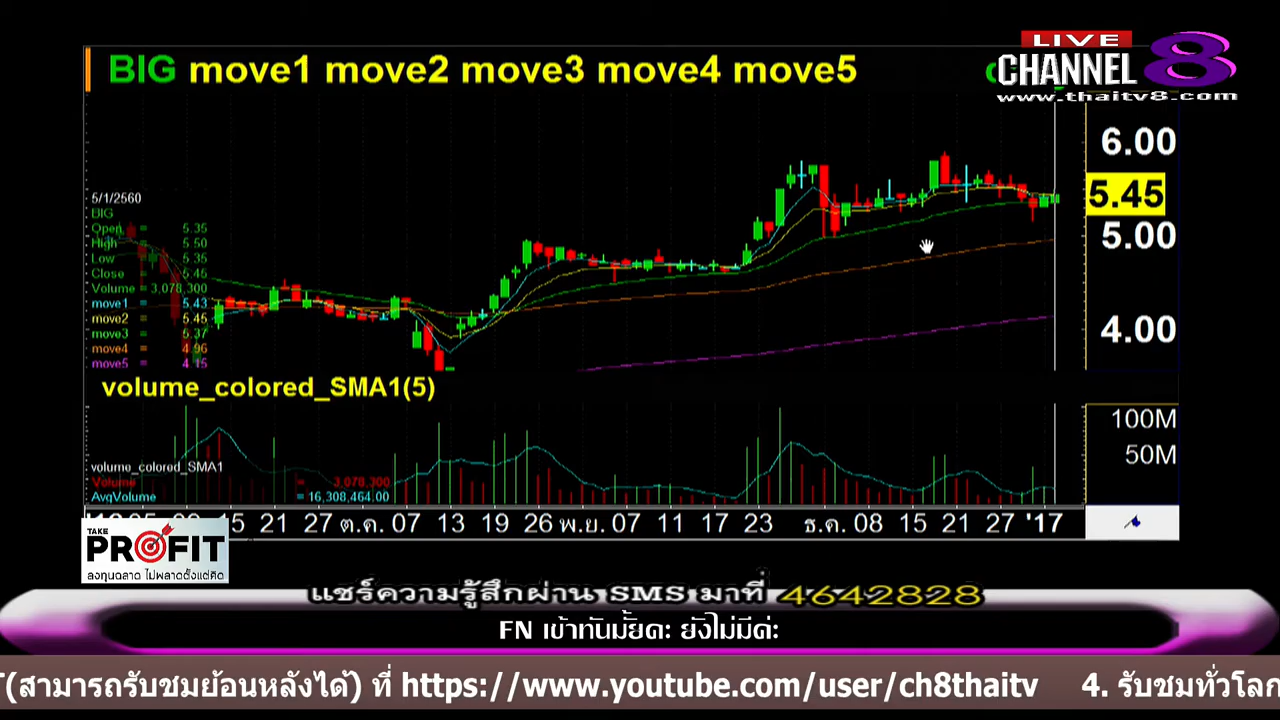 LIVE
CHANNEL 8
www.thaitv8.com
BIG move1 move2 move3 move4 move5
6.00
5.45
5.00
4.00
5/1/2560
BIG
Open = 5.35
High = 5.50
Low = 5.35
Close = 5.45
Volume = 3,078,300
move1 = 5.43
move2 = 5.45
move3 = 5.37
move4 = 4.96
move5 = 4.15
volume_colored_SMA1(5)
100M
50M
volume_colored_SMA1
Volume = 3,078,300
AvgVolume = 16,308,464.00
15 21 27 ต.ค. 07 13 19 26 พ.ย. 07 11 17 23 ธ.ค. 08 15 21 27 '17
TAKE
PROFIT
ลงทุนฉลาด ไม่พลาดตั้งแต่คิด
แชร์ความรู้สึกผ่าน SMS มาที่ 4642828
FN เข้าทันมั้ยคะ ยังไม่มีค่ะ
(สามารถรับชมย้อนหลังได้) ที่ https://www.youtube.com/user/ch8thaitv 4. รับชมทั่วโลก